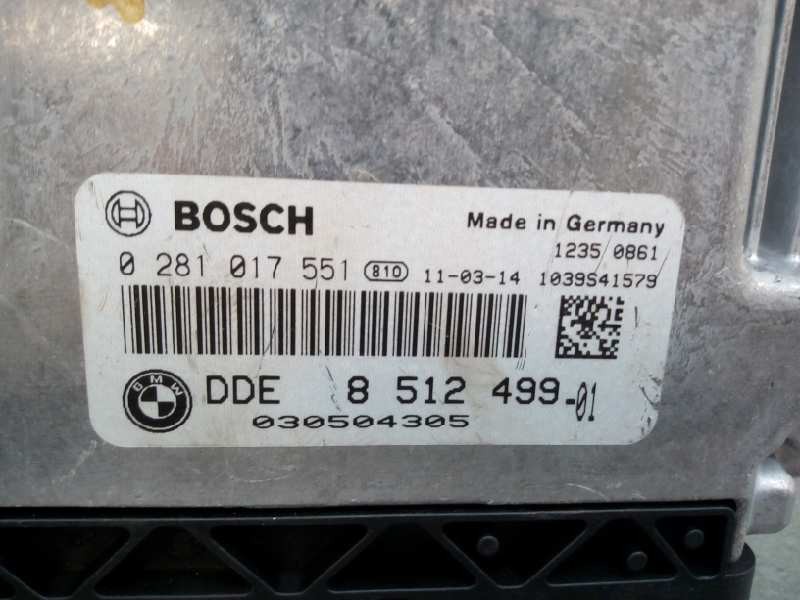 BOSCH Made in Germany
1235 0861
0 281 017 551 810 11-03-14 1039S41579
BMW DDE 8 512 499-01
030504305